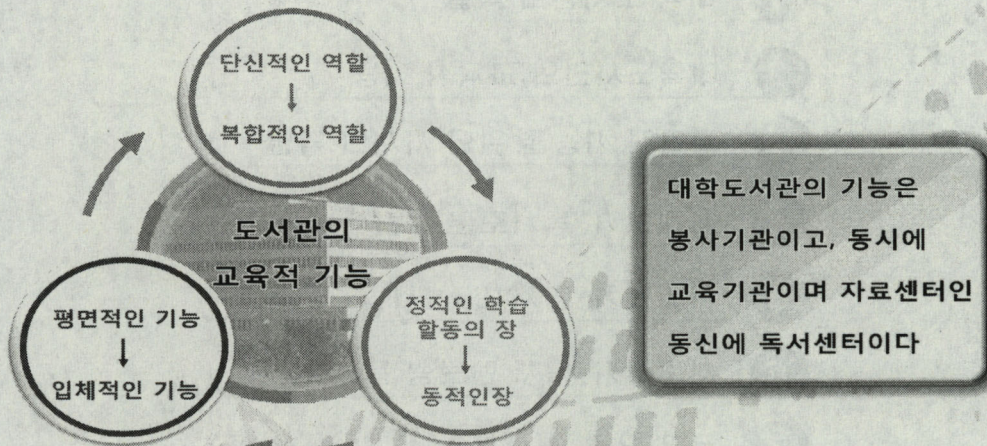 단신적인 역할
↓
복합적인 역할
도서관의
교육적 기능
평면적인 기능
↓
입체적인 기능
정적인 학습
할동의 장
↓
동적인장
대학도서관의 기능은
봉사기관이고, 동시에
교육기관이며 자료센터인
동신에 독서센터이다